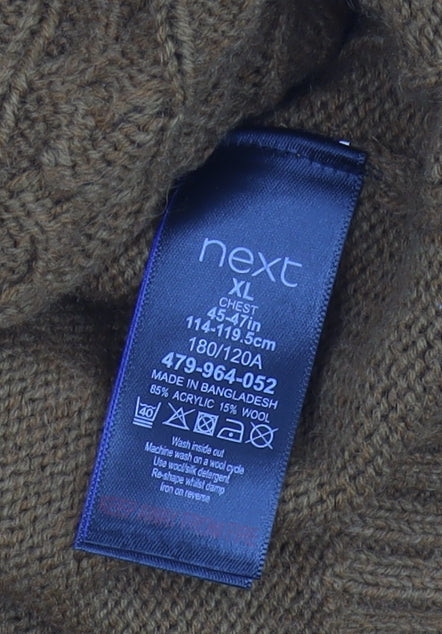 next
XL
CHEST
45-47in
114-119.5cm
180/120A
479-964-052
MADE IN BANGLADESH
85% ACRYLIC 15% WOOL
40
Wash inside out
Machine wash on a wool cycle
Use wool/silk detergent
Re-shape whilst damp
Iron on reverse